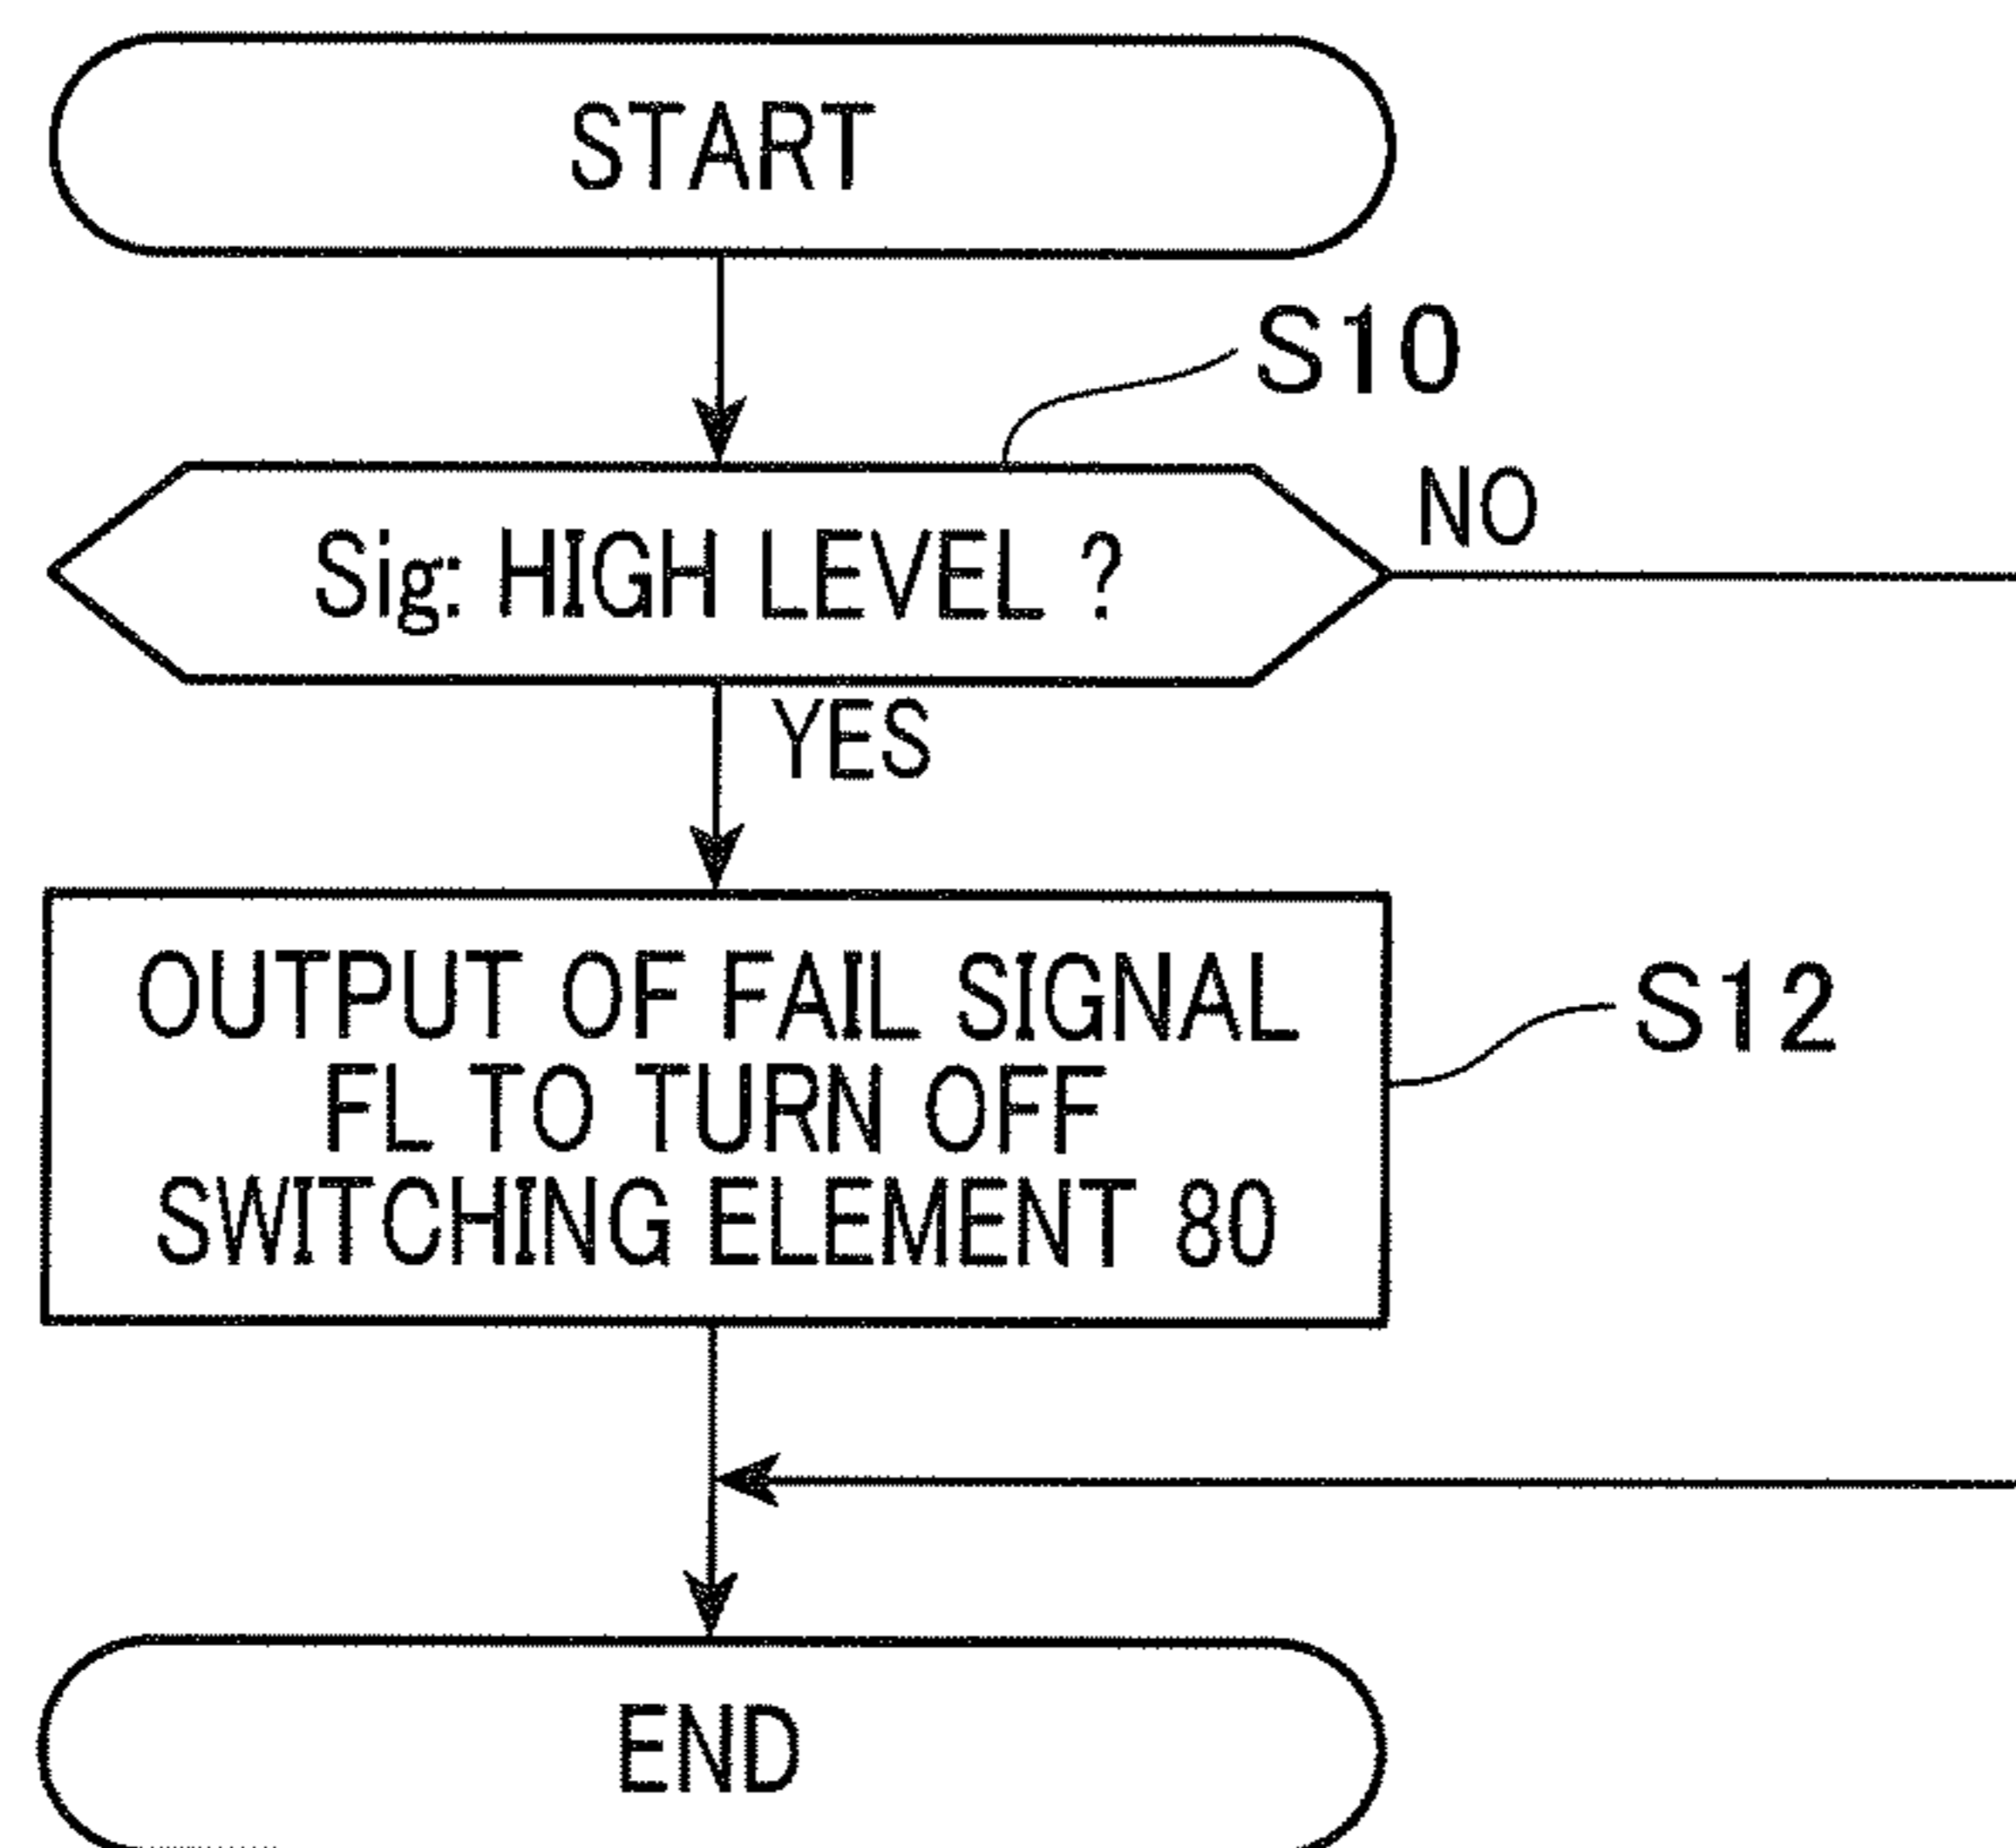 START
S10
Sig: HIGH LEVEL ?
NO
YES
OUTPUT OF FAIL SIGNAL
FL TO TURN OFF
SWITCHING ELEMENT 80
S12
END